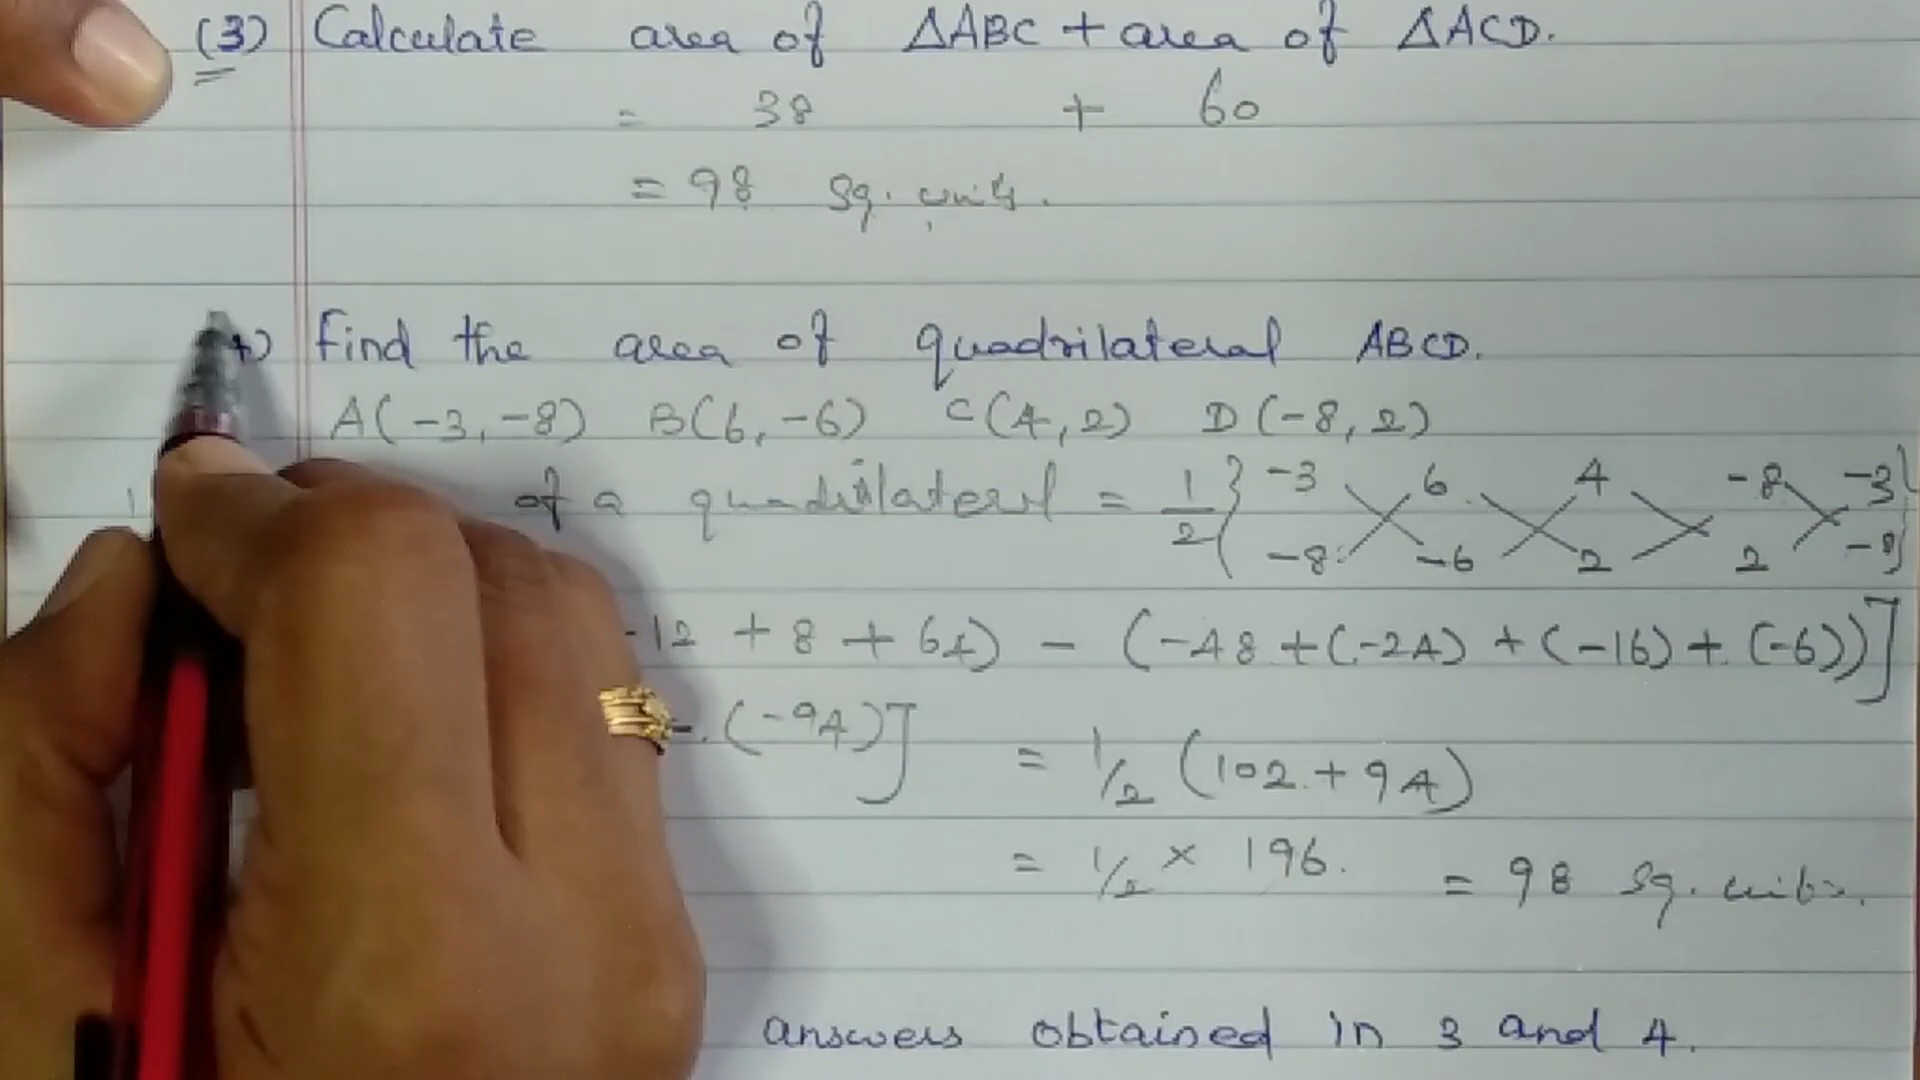 (3) Calculate area of ΔABC + area of ΔACD.
= 38 + 60
= 98 Sq. units.
Find the area of quadrilateral ABCD.
A(-3,-8) B(6,-6) C(4,2) D(-8,2)
of a quadrilateral = 1/2 { -3 6 4 -8 -3
-8 -6 2 2 -8 }
-12 + 8 + 64) - (-48 + (-24) + (-16) + (-6))]
- (-94)] = 1/2 (102 + 94)
= 1/2 × 196. = 98 Sq. units.
answers obtained in 3 and 4.